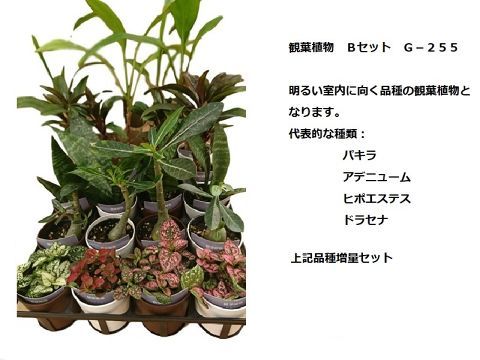 観葉植物　Bセット　G－２５５
明るい室内に向く品種の観葉植物と
なります。
代表的な種類：
パキラ
アデニューム
ヒポエステス
ドラセナ
上記品種増量セット